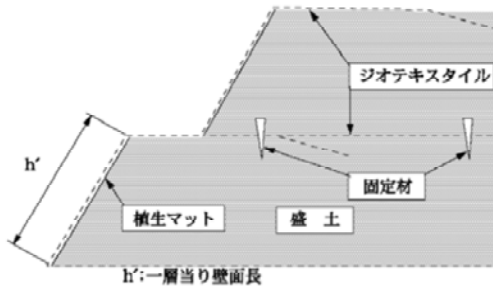 ジオテキスタイル
h′
固定材
植生マット
盛 土
h′;一層当り壁面長